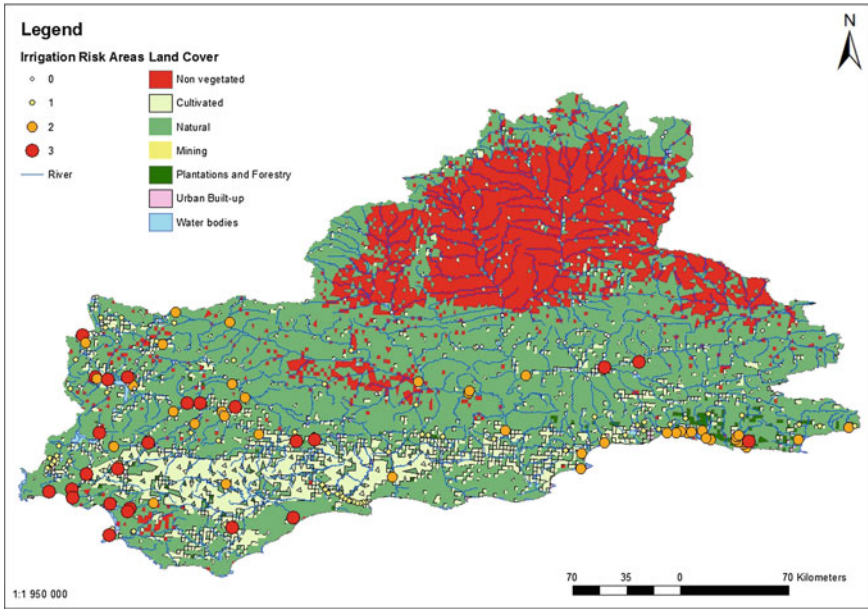 Legend
Irrigation Risk Areas Land Cover
0 Non vegetated
1 Cultivated
2 Natural
3 Mining
River Plantations and Forestry
Urban Built-up
Water bodies
N
70 35 0 70 Kilometers
1:1 950 000